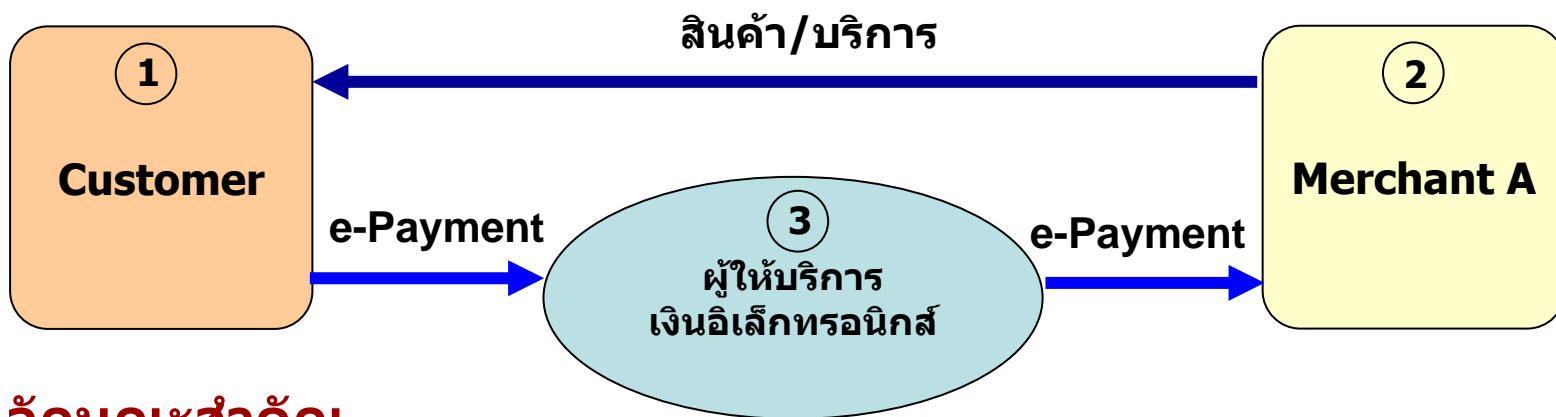 สินค้า/บริการ
1
Customer
2
Merchant A
e-Payment
3
ผู้ให้บริการ
เงินอิเล็กทรอนิกส์
e-Payment